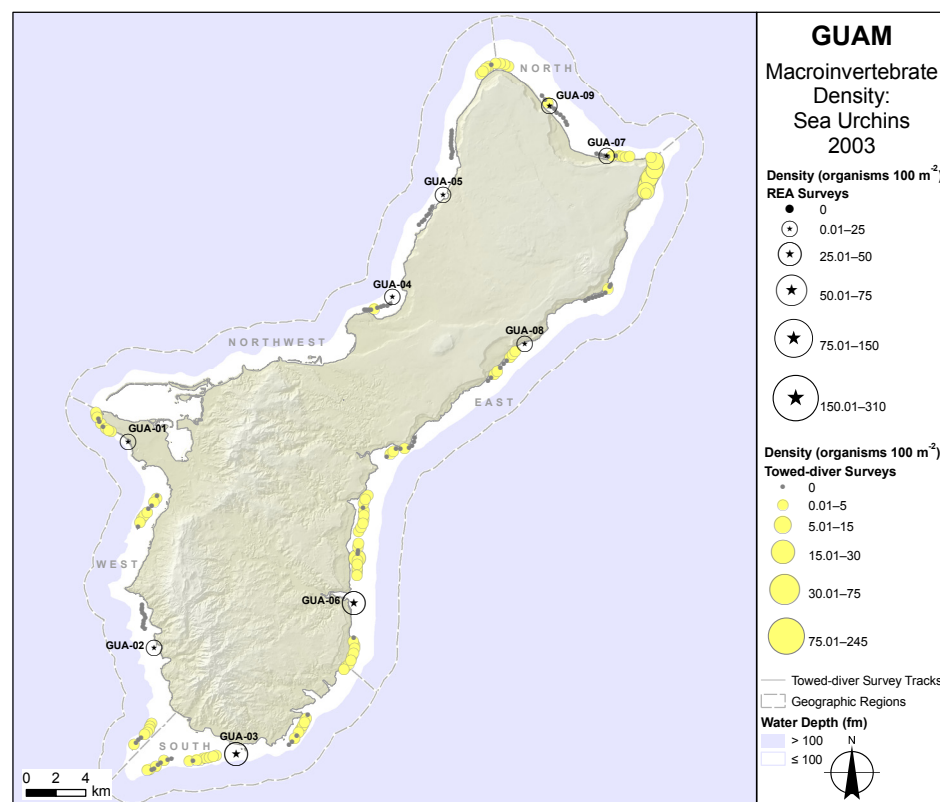 GUAM
Macroinvertebrate
Density:
Sea Urchins
2003
Density (organisms 100 m⁻²)
REA Surveys
0
0.01–25
25.01–50
50.01–75
75.01–150
150.01–310
Density (organisms 100 m⁻²)
Towed-diver Surveys
0
0.01–5
5.01–15
15.01–30
30.01–75
75.01–245
Towed-diver Survey Tracks
Geographic Regions
Water Depth (fm)
> 100
≤ 100
N
NORTH
GUA-09
GUA-07
GUA-05
GUA-04
NORTHWEST
GUA-08
EAST
GUA-01
WEST
GUA-06
GUA-02
GUA-03
SOUTH
0 2 4
km